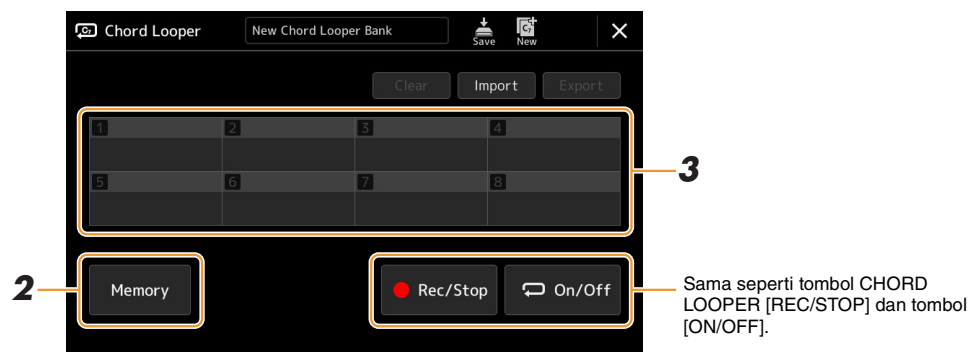 Chord Looper
New Chord Looper Bank
Save
New
Clear
Import
Export
1
2
3
4
5
6
7
8
3
2
Memory
Rec/Stop
On/Off
Sama seperti tombol CHORD
LOOPER [REC/STOP] dan tombol
[ON/OFF].